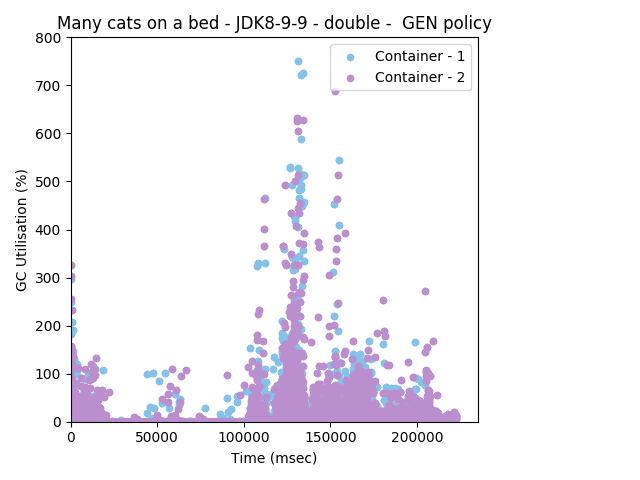 Many cats on a bed - JDK8-9-9 - double -  GEN policy
800
700
600
500
400
300
200
100
0
GC Utilisation (%)
Container - 1
Container - 2
0 50000 100000 150000 200000
Time (msec)